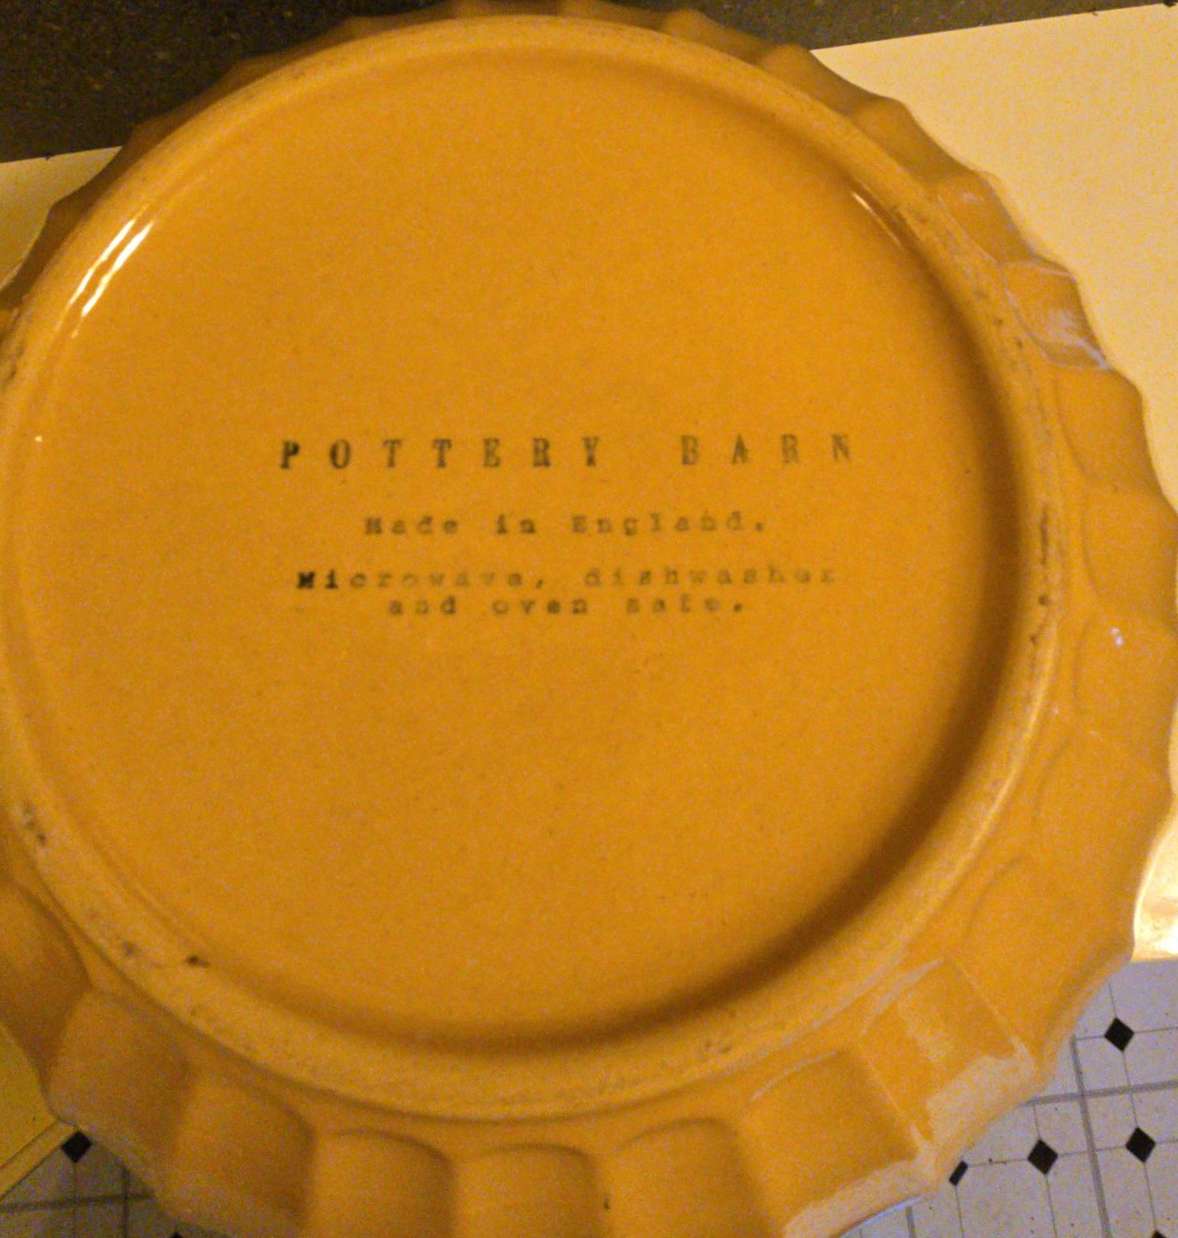 POTTERY BARN
Made in England.
Microwave, dishwasher
and oven safe.